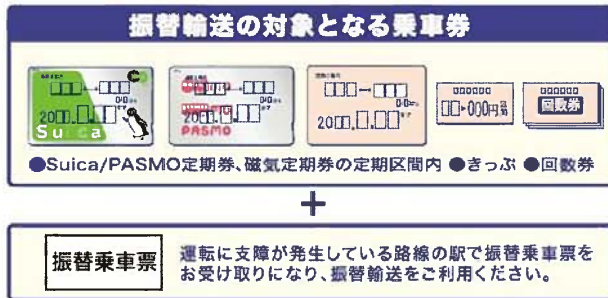 振替輸送の対象となる乗車券
Suica
PASMO
回数券
●Suica/PASMO定期券、磁気定期券の定期区間内 ●きっぷ ●回数券
+
振替乗車票
運転に支障が発生している路線の駅で振替乗車票を
お受け取りになり、振替輸送をご利用ください。